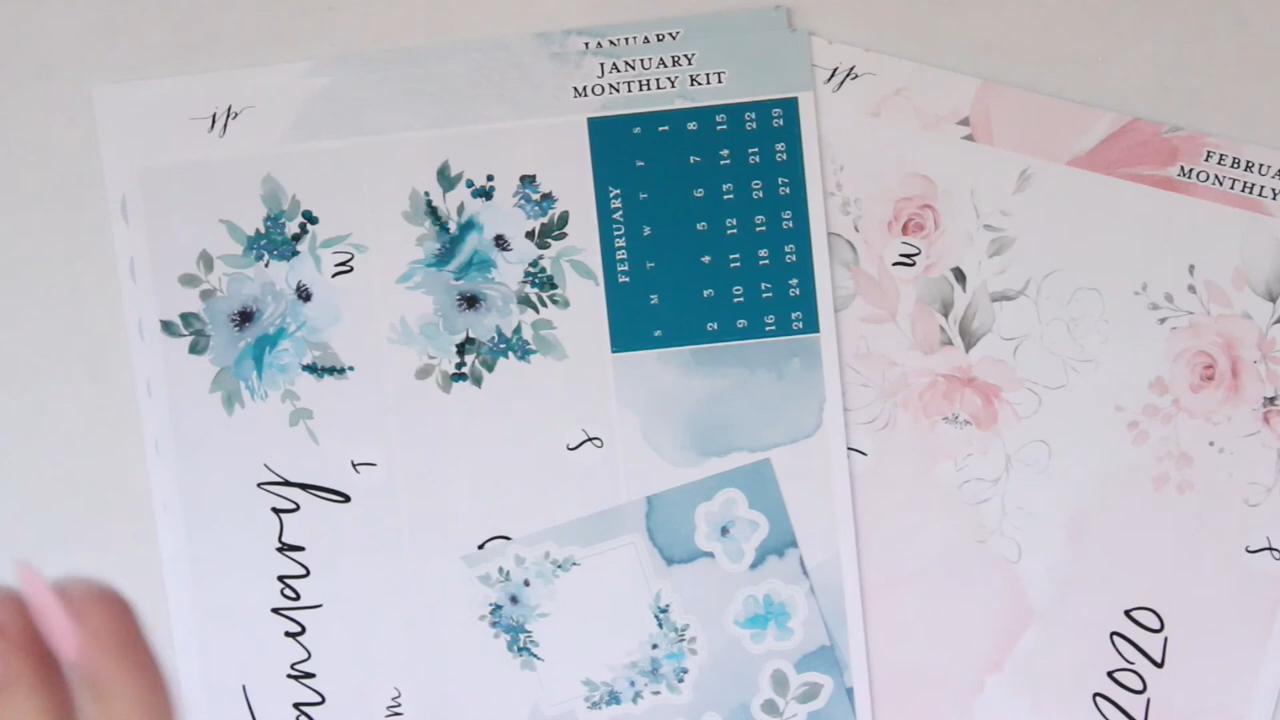 JANUARY
JANUARY
MONTHLY KIT
jp
FEBRUARY
S M T W T F S
1
2 3 4 5 6 7 8
9 10 11 12 13 14 15
16 17 18 19 20 21 22
23 24 25 26 27 28 29
W
T
S
January
m
jp
FEBRUA
MONTHLY
W
S
2020